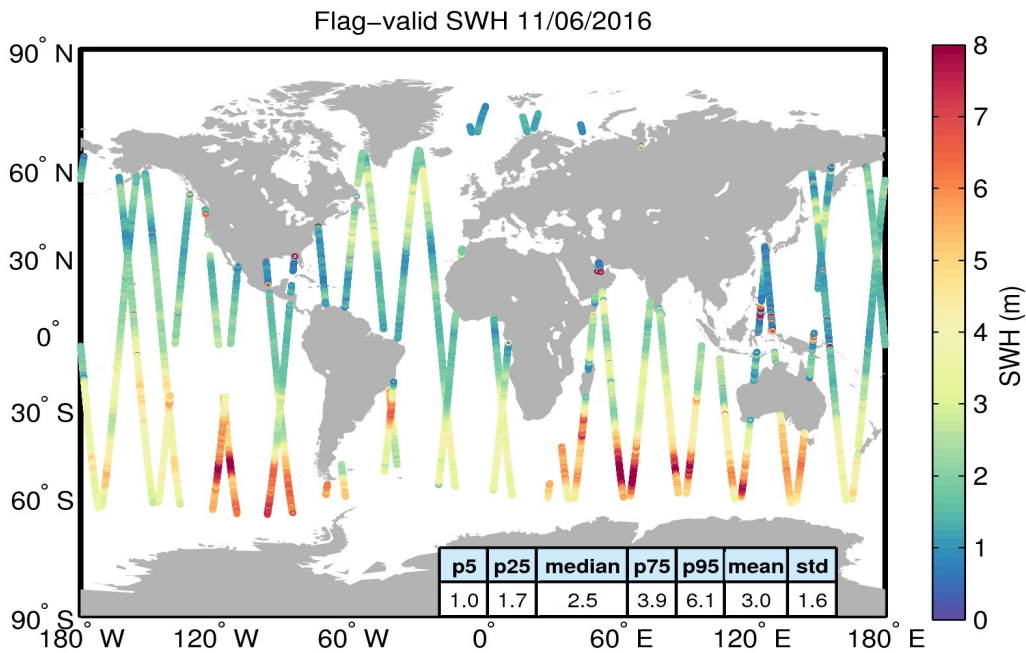 Flag−valid SWH 11/06/2016
90° N
60° N
30° N
0°
30° S
60° S
90° S
180° W
120° W
60° W
0°
60° E
120° E
180° E
p5 p25 median p75 p95 mean std
1.0 1.7 2.5 3.9 6.1 3.0 1.6
8
7
6
5
4
3
2
1
0
SWH (m)